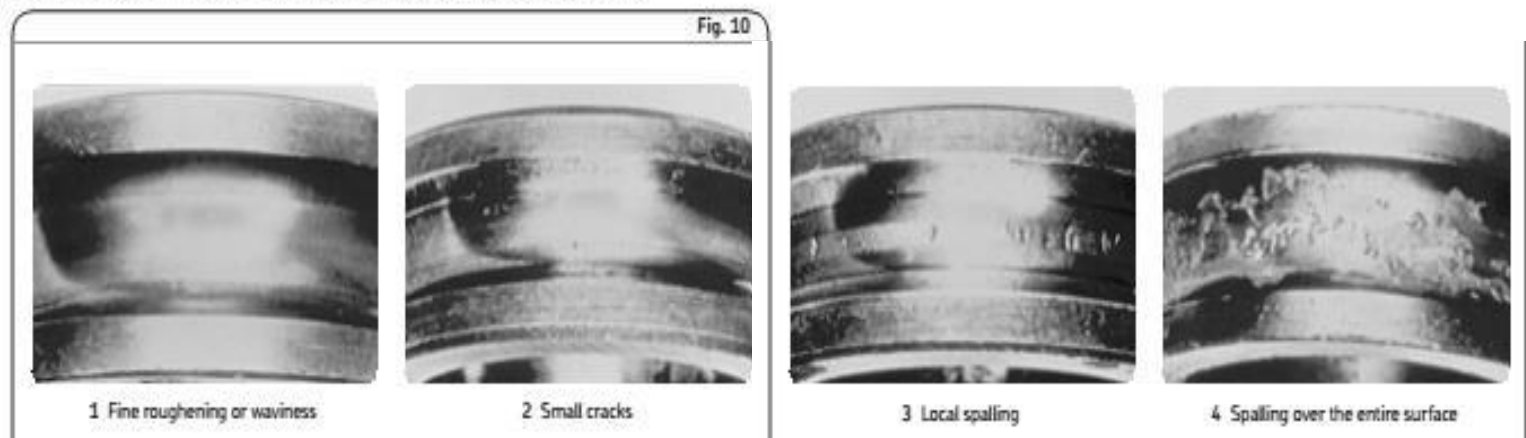 Fig. 10
1 Fine roughening or waviness
2 Small cracks
3 Local spalling
4 Spalling over the entire surface